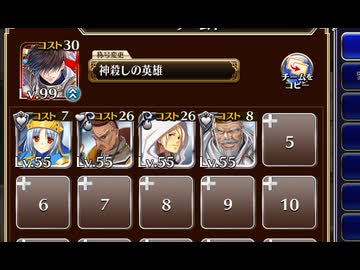 コスト30
称号変更
神殺しの英雄
チームを
コピー
Lv.99
コスト 7
コスト26
コスト26
コスト 8
Lv.55
Lv.55
Lv.55
Lv.55
5
6
7
8
9
10